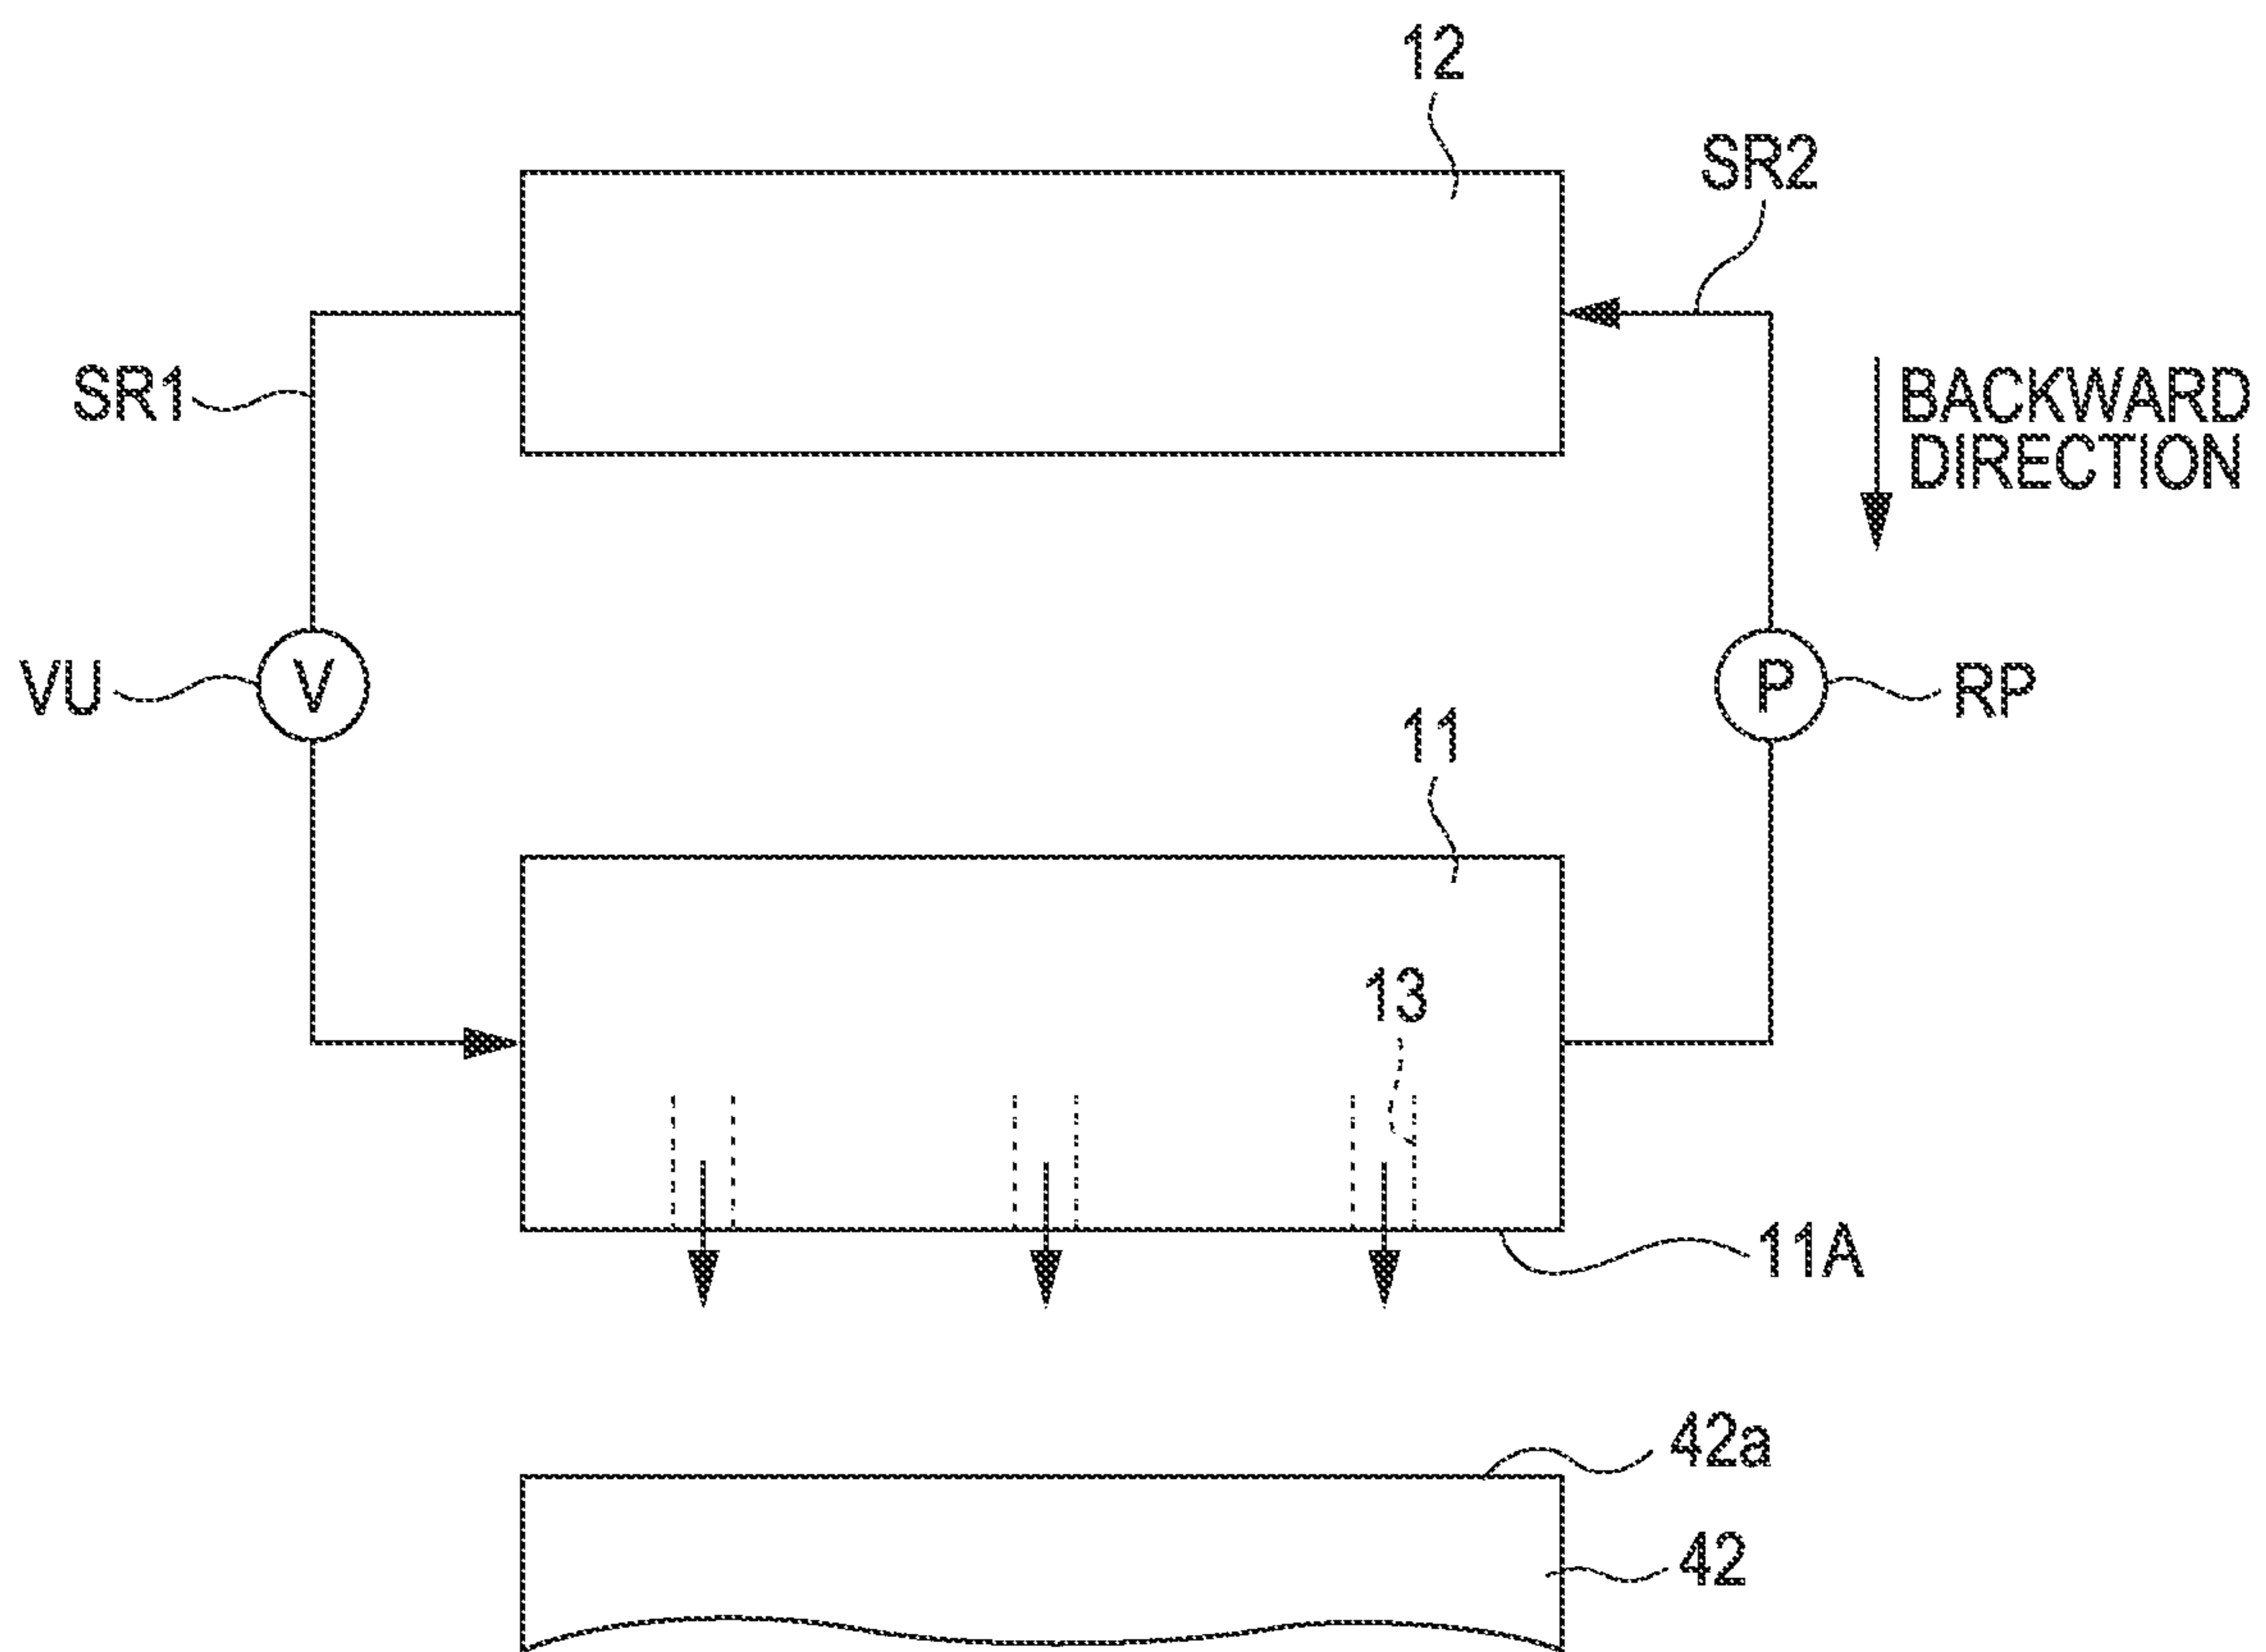 12
SR2
SR1
BACKWARD
DIRECTION
VU
V
P
RP
11
13
11A
42a
42